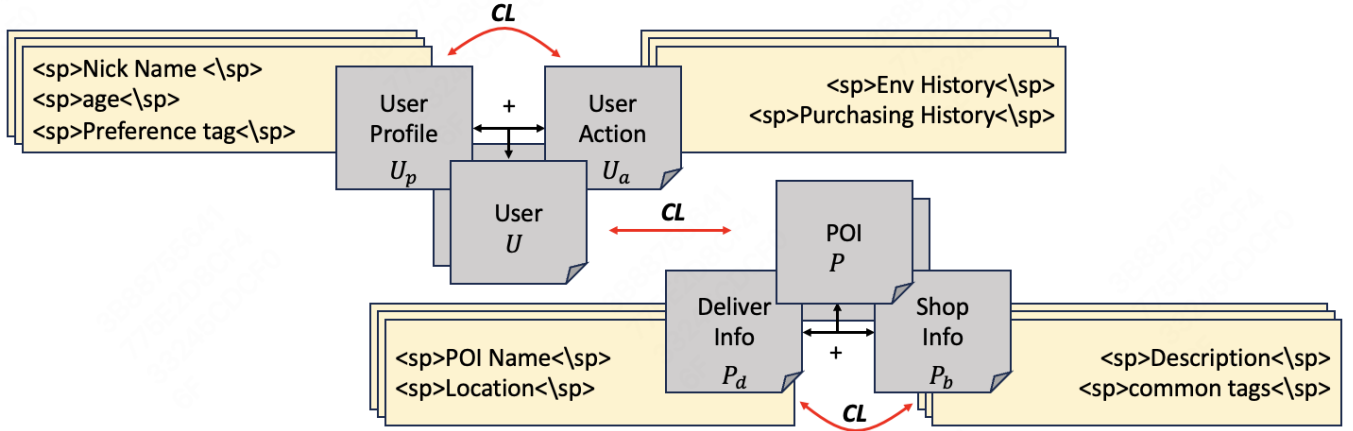 CL
<sp>Nick Name <\sp>
<sp>age<\sp>
<sp>Preference tag<\sp>
User
Profile
U_p
+
User
Action
U_a
<sp>Env History<\sp>
<sp>Purchasing History<\sp>
User
U
CL
POI
P
Deliver
Info
P_d
+
Shop
Info
P_b
<sp>POI Name<\sp>
<sp>Location<\sp>
<sp>Description<\sp>
<sp>common tags<\sp>
CL